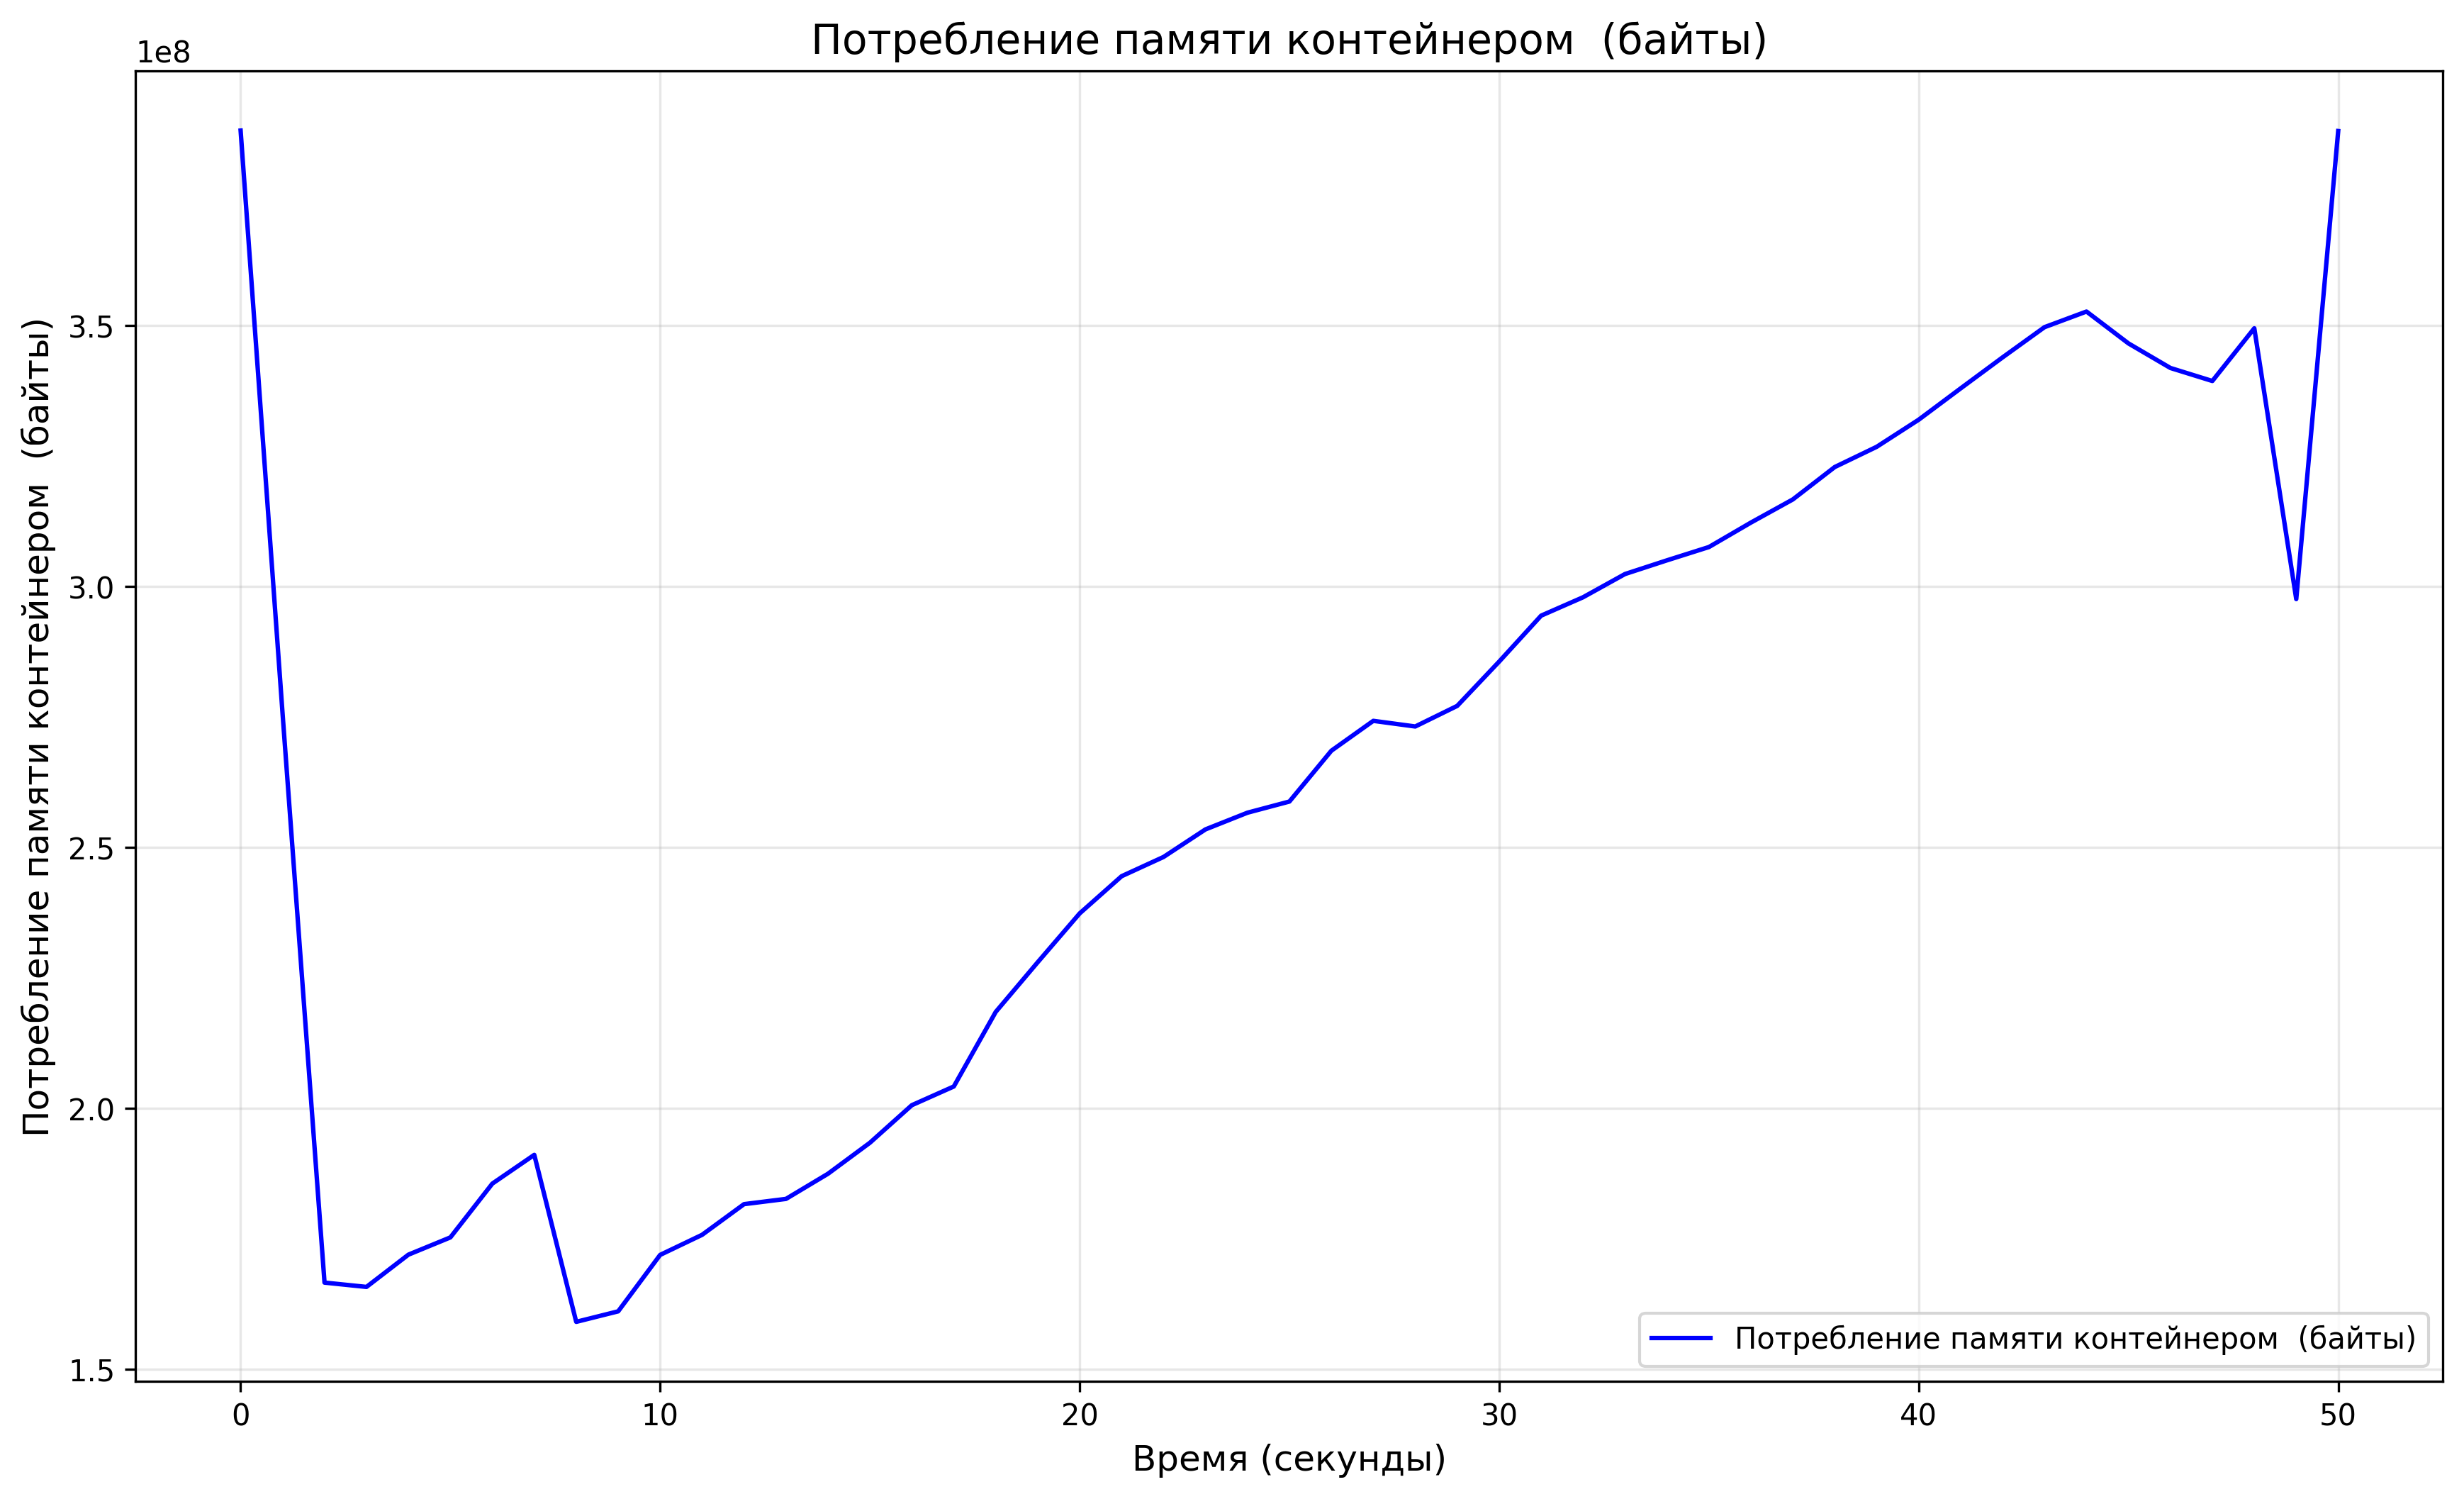 Потребление памяти контейнером  (байты)
1e8
Потребление памяти контейнером  (байты)
3.5
3.0
2.5
2.0
1.5
Потребление памяти контейнером  (байты)
0 10 20 30 40 50
Время (секунды)